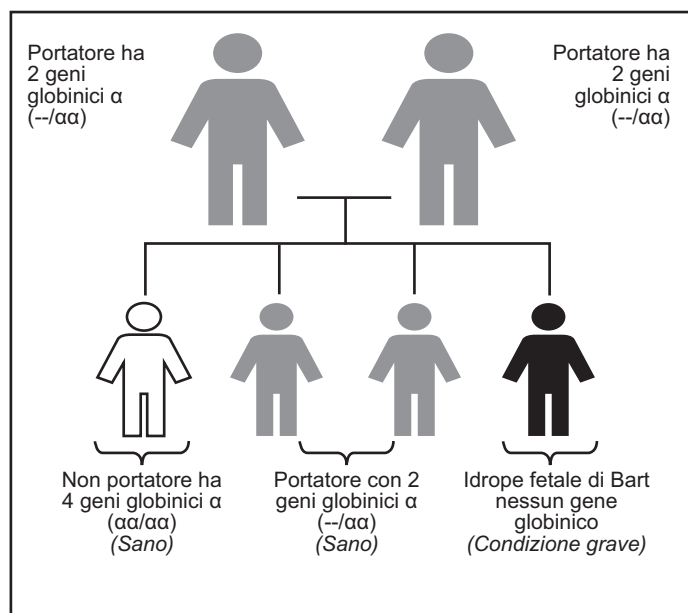 Portatore ha
2 geni
globinici α
(--/αα)
Portatore ha
2 geni
globinici α
(--/αα)
Non portatore ha
4 geni globinici α
(αα/αα)
(Sano)
Portatore con 2
geni globinici α
(--/αα)
(Sano)
Idrope fetale di Bart
nessun gene
globinico
(Condizione grave)